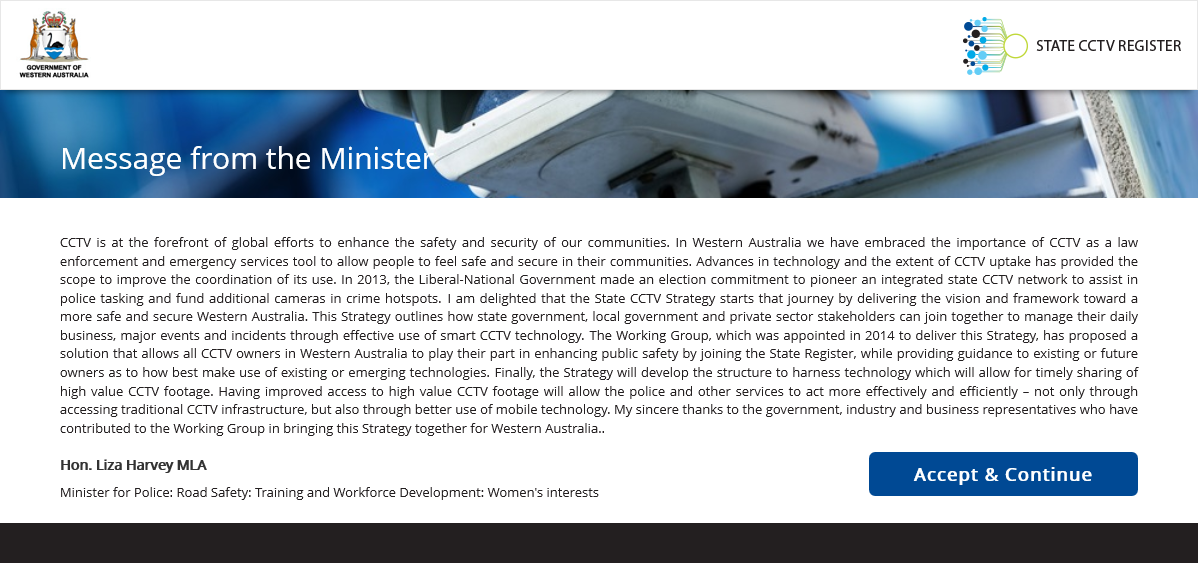 GOVERNMENT OF
WESTERN AUSTRALIA
STATE CCTV REGISTER
Message from the Minister
CCTV is at the forefront of global efforts to enhance the safety and security of our communities. In Western Australia we have embraced the importance of CCTV as a law
enforcement and emergency services tool to allow people to feel safe and secure in their communities. Advances in technology and the extent of CCTV uptake has provided the
scope to improve the coordination of its use. In 2013, the Liberal-National Government made an election commitment to pioneer an integrated state CCTV network to assist in
police tasking and fund additional cameras in crime hotspots. I am delighted that the State CCTV Strategy starts that journey by delivering the vision and framework toward a
more safe and secure Western Australia. This Strategy outlines how state government, local government and private sector stakeholders can join together to manage their daily
business, major events and incidents through effective use of smart CCTV technology. The Working Group, which was appointed in 2014 to deliver this Strategy, has proposed a
solution that allows all CCTV owners in Western Australia to play their part in enhancing public safety by joining the State Register, while providing guidance to existing or future
owners as to how best make use of existing or emerging technologies. Finally, the Strategy will develop the structure to harness technology which will allow for timely sharing of
high value CCTV footage. Having improved access to high value CCTV footage will allow the police and other services to act more effectively and efficiently – not only through
accessing traditional CCTV infrastructure, but also through better use of mobile technology. My sincere thanks to the government, industry and business representatives who have
contributed to the Working Group in bringing this Strategy together for Western Australia..
Hon. Liza Harvey MLA
Minister for Police: Road Safety: Training and Workforce Development: Women's interests
Accept & Continue